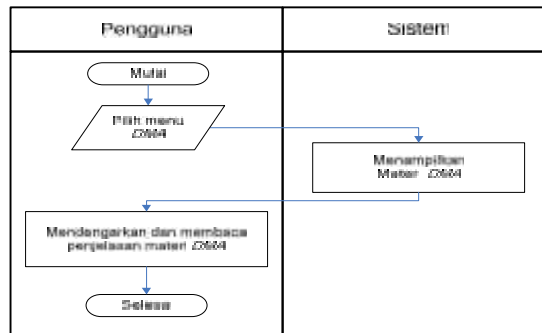 Pengguna
Sistem
Mulai
Pilih menu
Menampilkan
Materi
Mendengarkan dan membaca
penjelasan materi
Selesai